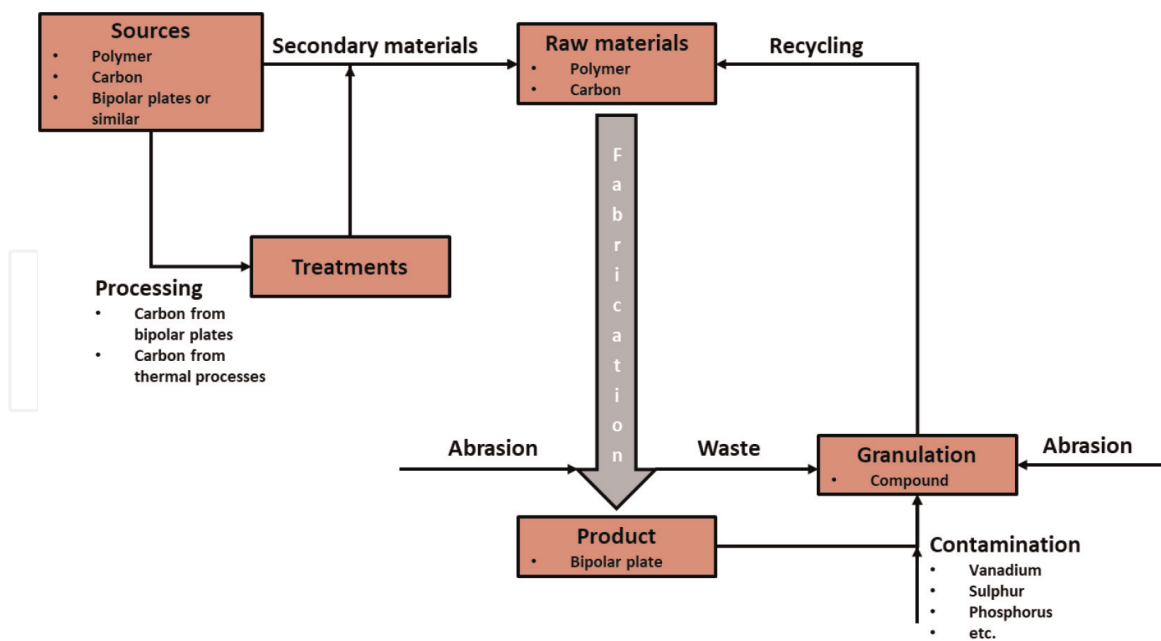 Sources
• Polymer
• Carbon
• Bipolar plates or
similar
Secondary materials
Raw materials
• Polymer
• Carbon
Recycling
Fabrication
Treatments
Processing
• Carbon from
bipolar plates
• Carbon from
thermal processes
Abrasion
Waste
Granulation
• Compound
Abrasion
Product
• Bipolar plate
Contamination
• Vanadium
• Sulphur
• Phosphorus
• etc.